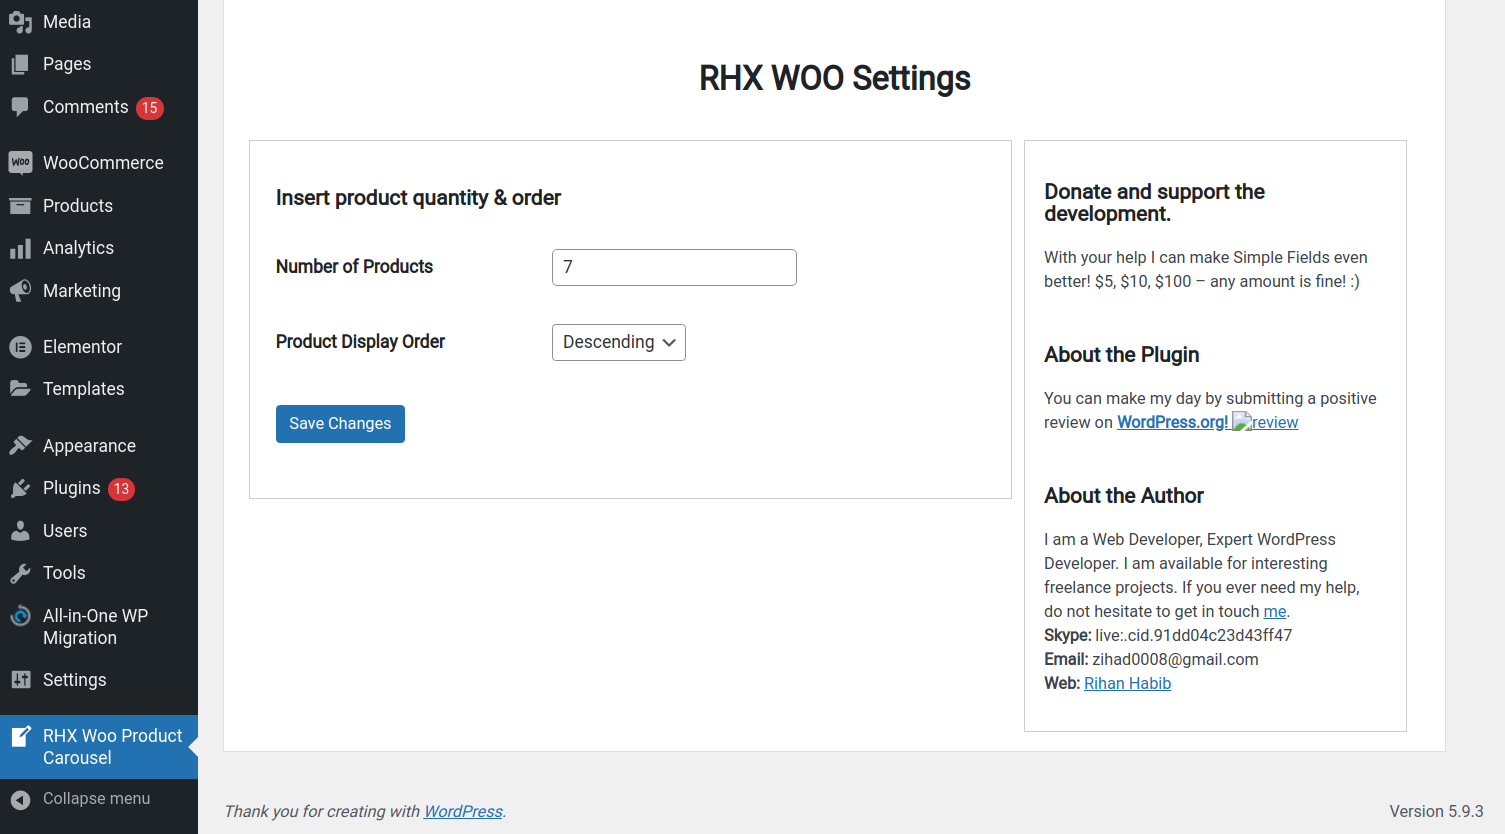 Media
Pages
Comments 15
Woo WooCommerce
Products
Analytics
Marketing
Elementor
Templates
Appearance
Plugins 13
Users
Tools
All-in-One WP
Migration
Settings
RHX Woo Product
Carousel
Collapse menu
RHX WOO Settings
Insert product quantity & order
Number of Products 7
Product Display Order Descending
Save Changes
Donate and support the
development.
With your help I can make Simple Fields even
better! $5, $10, $100 – any amount is fine! :)
About the Plugin
You can make my day by submitting a positive
review on WordPress.org! review
About the Author
I am a Web Developer, Expert WordPress
Developer. I am available for interesting
freelance projects. If you ever need my help,
do not hesitate to get in touch me.
Skype: live:.cid.91dd04c23d43ff47
Email: zihad0008@gmail.com
Web: Rihan Habib
Thank you for creating with WordPress.
Version 5.9.3